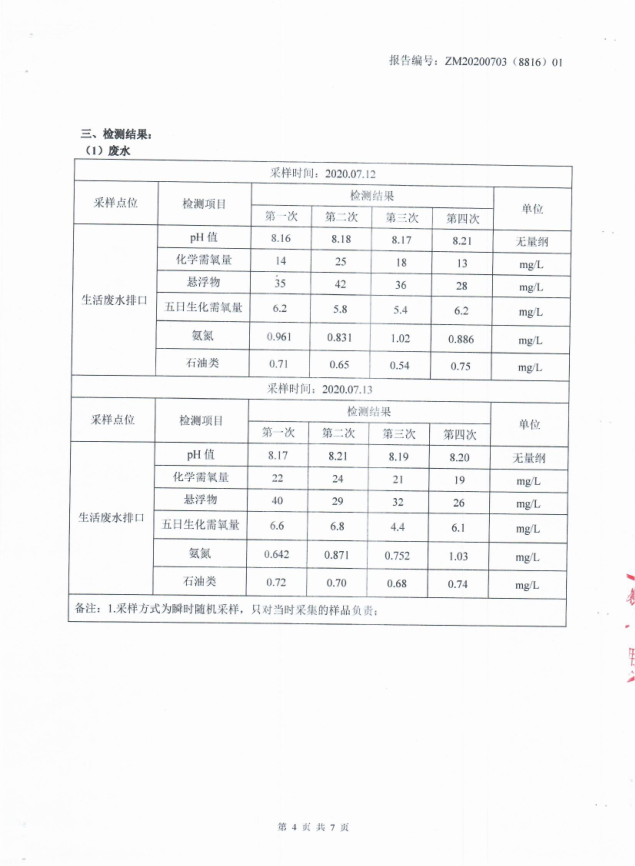 报告编号：ZM20200703（8816）01
三、检测结果：
（1）废水
采样时间：2020.07.12
采样点位 检测项目 检测结果 单位
第一次 第二次 第三次 第四次
生活废水排口
pH 值 8.16 8.18 8.17 8.21 无量纲
化学需氧量 14 25 18 13 mg/L
悬浮物 35 42 36 28 mg/L
五日生化需氧量 6.2 5.8 5.4 6.2 mg/L
氨氮 0.961 0.831 1.02 0.886 mg/L
石油类 0.71 0.65 0.54 0.75 mg/L
采样时间：2020.07.13
采样点位 检测项目 检测结果 单位
第一次 第二次 第三次 第四次
生活废水排口
pH 值 8.17 8.21 8.19 8.20 无量纲
化学需氧量 22 24 21 19 mg/L
悬浮物 40 29 32 26 mg/L
五日生化需氧量 6.6 6.8 4.4 6.1 mg/L
氨氮 0.642 0.871 0.752 1.03 mg/L
石油类 0.72 0.70 0.68 0.74 mg/L
备注：1.采样方式为瞬时随机采样，只对当时采集的样品负责；
第 4 页 共 7 页